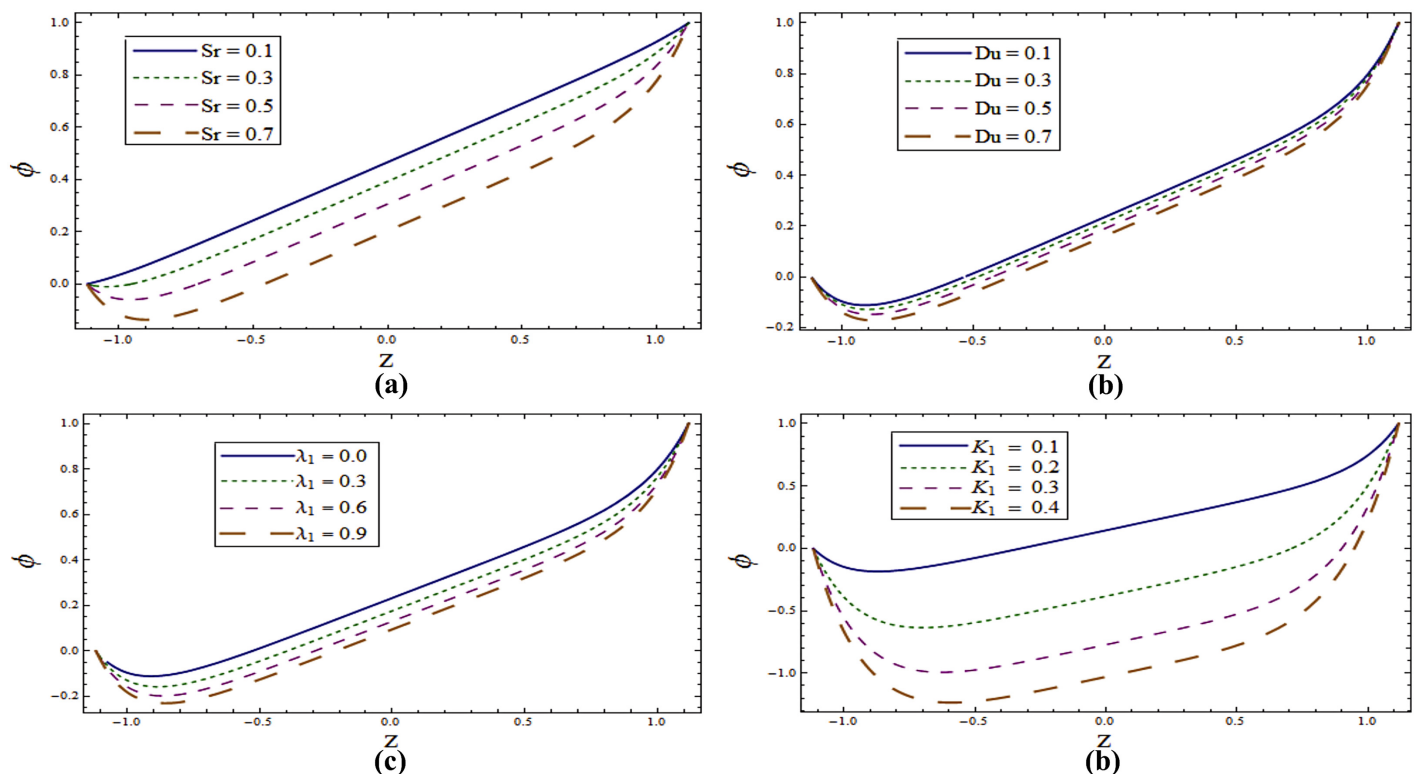 1.0
0.8
0.6
0.4
0.2
0.0
ϕ
Sr = 0.1
Sr = 0.3
Sr = 0.5
Sr = 0.7
−1.0 −0.5 0.0 0.5 1.0
z
(a)
1.0
0.8
0.6
0.4
0.2
0.0
−0.2
ϕ
Du = 0.1
Du = 0.3
Du = 0.5
Du = 0.7
−1.0 −0.5 0.0 0.5 1.0
z
(b)
1.0
0.8
0.6
0.4
0.2
0.0
−0.2
ϕ
λ₁ = 0.0
λ₁ = 0.3
λ₁ = 0.6
λ₁ = 0.9
−1.0 −0.5 0.0 0.5 1.0
z
(c)
1.0
0.5
0.0
−0.5
−1.0
ϕ
K₁ = 0.1
K₁ = 0.2
K₁ = 0.3
K₁ = 0.4
−1.0 −0.5 0.0 0.5 1.0
z
(b)